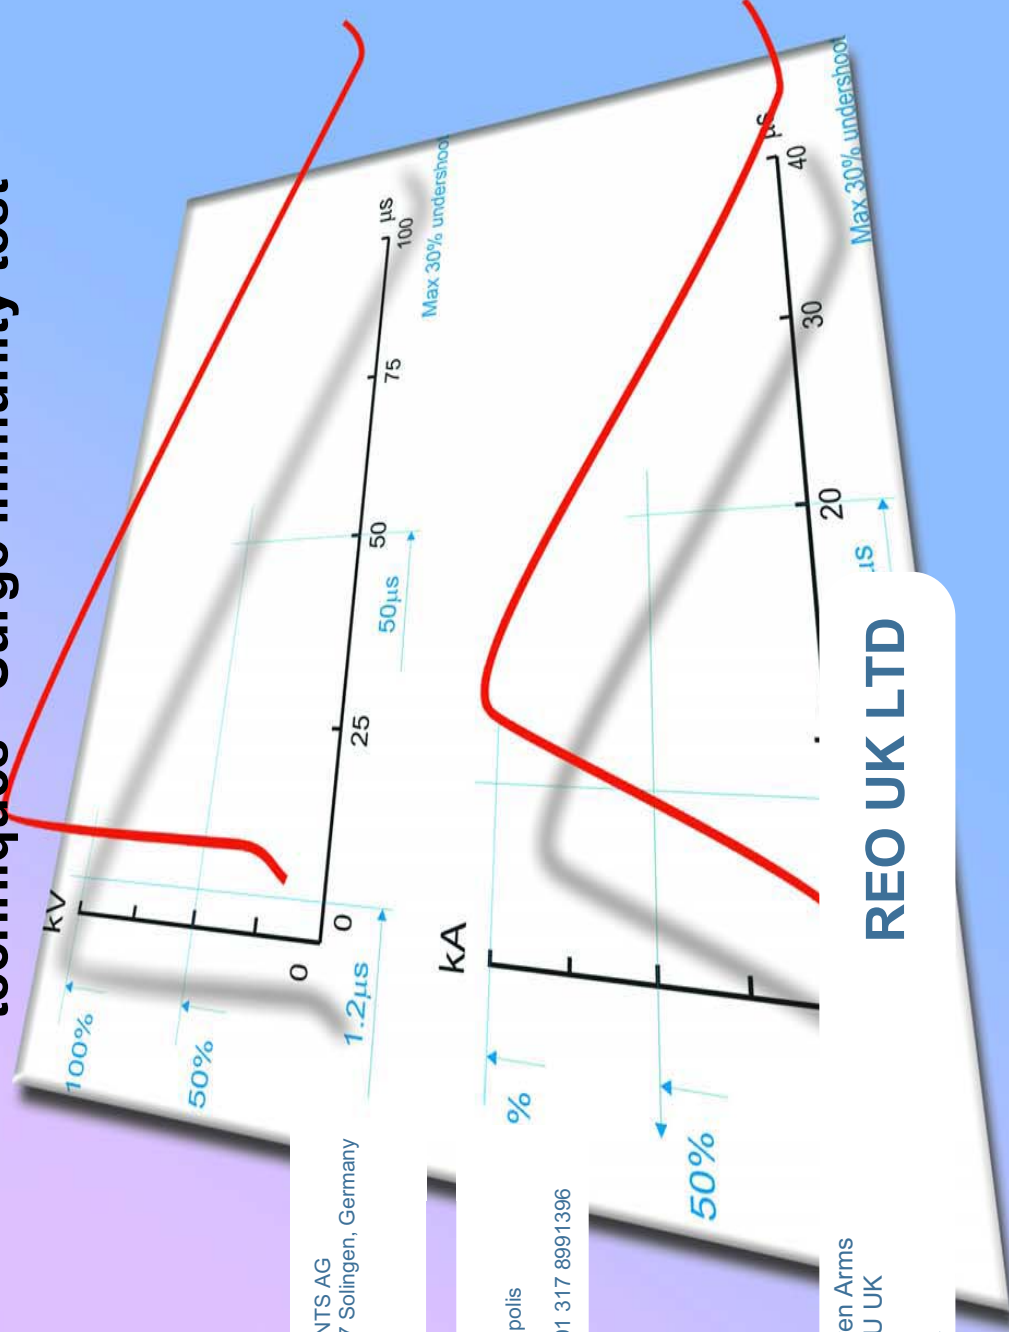 Surge immunity test
kV
100%
50%
0
0
25
50
75
100
µs
1.2µs
50µs
Max 30% undershoot
kA
%
50%
20
30
40
µs
µs
Max 30% undershoot
NTS AG
7 Solingen, Germany
polis
01 317 8991396
REO UK LTD
en Arms
U UK